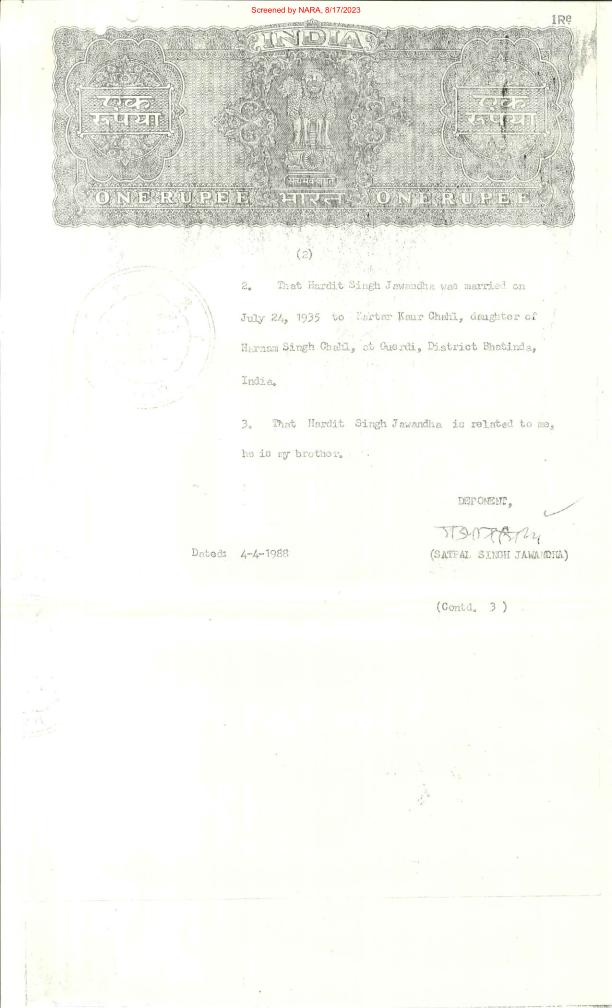 Screened by NARA, 8/17/2023
1Re
INDIA
एक
रूपया
एक
रूपया
सत्यमेव जयते
ONE RUPEE भारत ONE RUPEE
(2)
2. That Hardit Singh Jawandha was married on
July 24, 1935 to Kartar Kaur Chahl, daughter of
Harnam Singh Chahl, at Guardi, District Bhatinda,
India.
3. That Hardit Singh Jawandha is related to me,
he is my brother.
DEPONENT,
Dated: 4-4-1988
(SATPAL SINGH JAWANDHA)
(Contd. 3 )